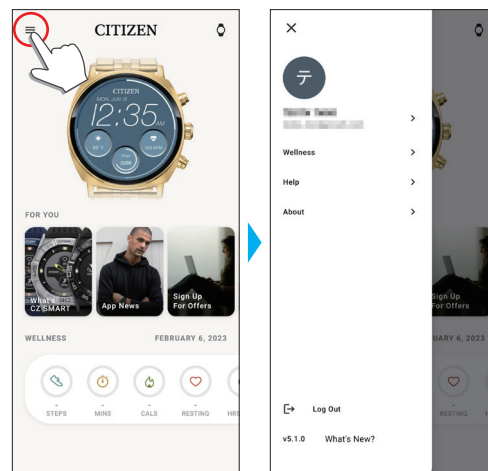 CITIZEN
CITIZEN
MON, JUN 6
12:35 AM
FOR YOU
What's
CZ SMART
App News
Sign Up
For Offers
WELLNESS
FEBRUARY 6, 2023
-
STEPS
-
MINS
-
CALS
-
RESTING
HRS
テ
Wellness
Help
About
Log Out
v5.1.0
What's New?
Sign Up
For Offers
UARY 6, 2023
-
RESTING